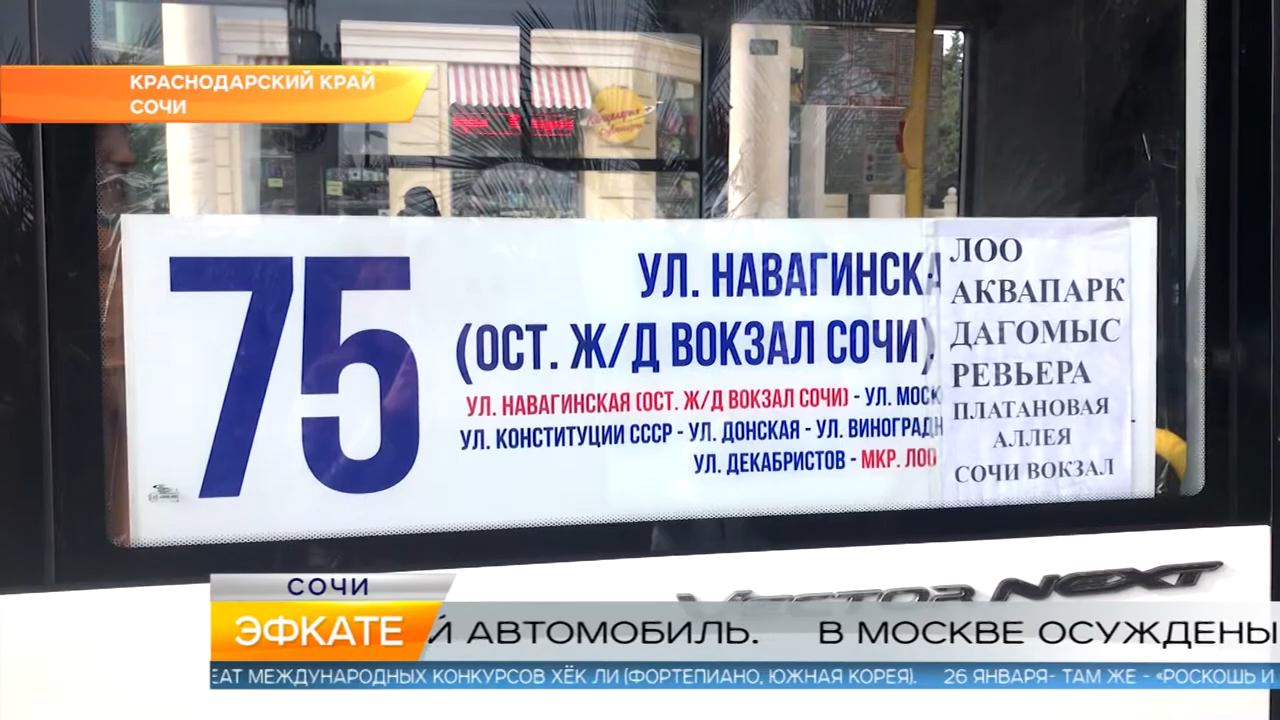 КРАСНОДАРСКИЙ КРАЙ
СОЧИ
75
УЛ. НАВАГИНСКА
(ОСТ. Ж/Д ВОКЗАЛ СОЧИ)
УЛ. НАВАГИНСКАЯ (ОСТ. Ж/Д ВОКЗАЛ СОЧИ) - УЛ. МОСК
УЛ. КОНСТИТУЦИИ СССР - УЛ. ДОНСКАЯ - УЛ. ВИНОГРАДН
УЛ. ДЕКАБРИСТОВ - МКР. ЛОО
ЛОО
АКВАПАРК
ДАГОМЫС
РЕВЬЕРА
ПЛАТАНОВАЯ
АЛЛЕЯ
СОЧИ ВОКЗАЛ
VECTOR NEXT
СОЧИ
ЭФКАТЕ
Й АВТОМОБИЛЬ. В МОСКВЕ ОСУЖДЕНЫ
ЕАТ МЕЖДУНАРОДНЫХ КОНКУРСОВ ХЁК ЛИ (ФОРТЕПИАНО, ЮЖНАЯ КОРЕЯ). 26 ЯНВАРЯ- ТАМ ЖЕ - «РОСКОШЬ И